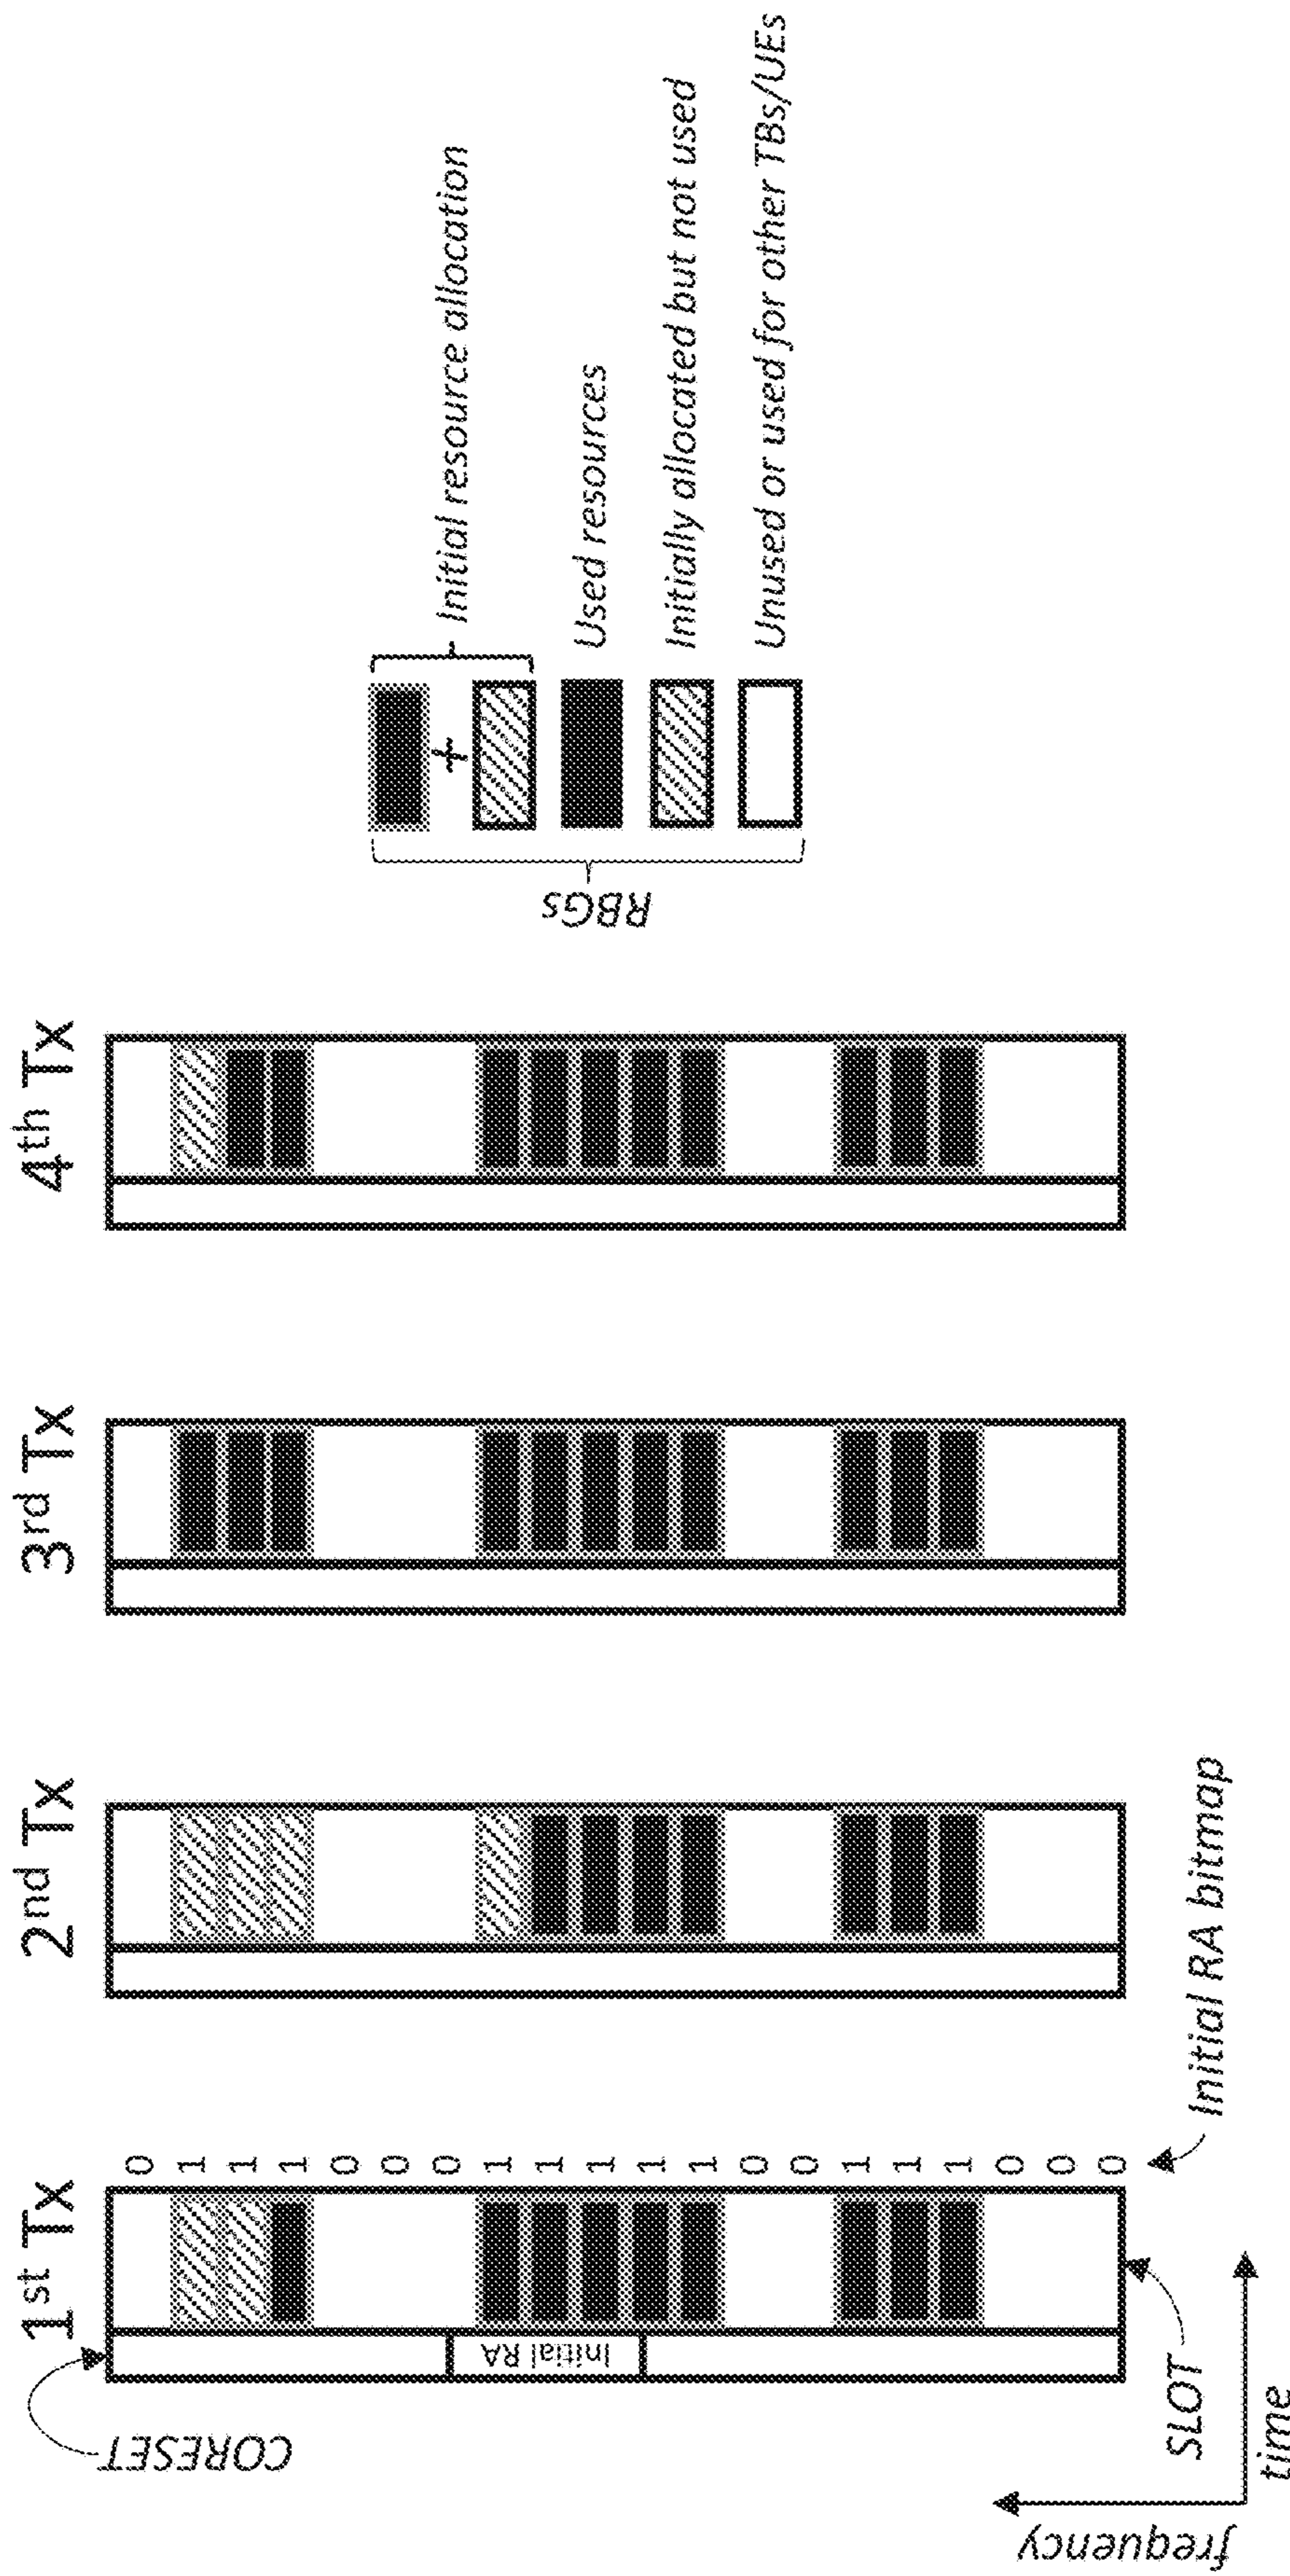 1st Tx
2nd Tx
3rd Tx
4th Tx
CORESET
Initial RA
0
1
1
1
0
0
0
1
1
1
1
1
0
0
1
1
1
0
0
0
Initial RA bitmap
SLOT
frequency
time
RBGs
+
Initial resource allocation
Used resources
Initially allocated but not used
Unused or used for other TBs/UEs